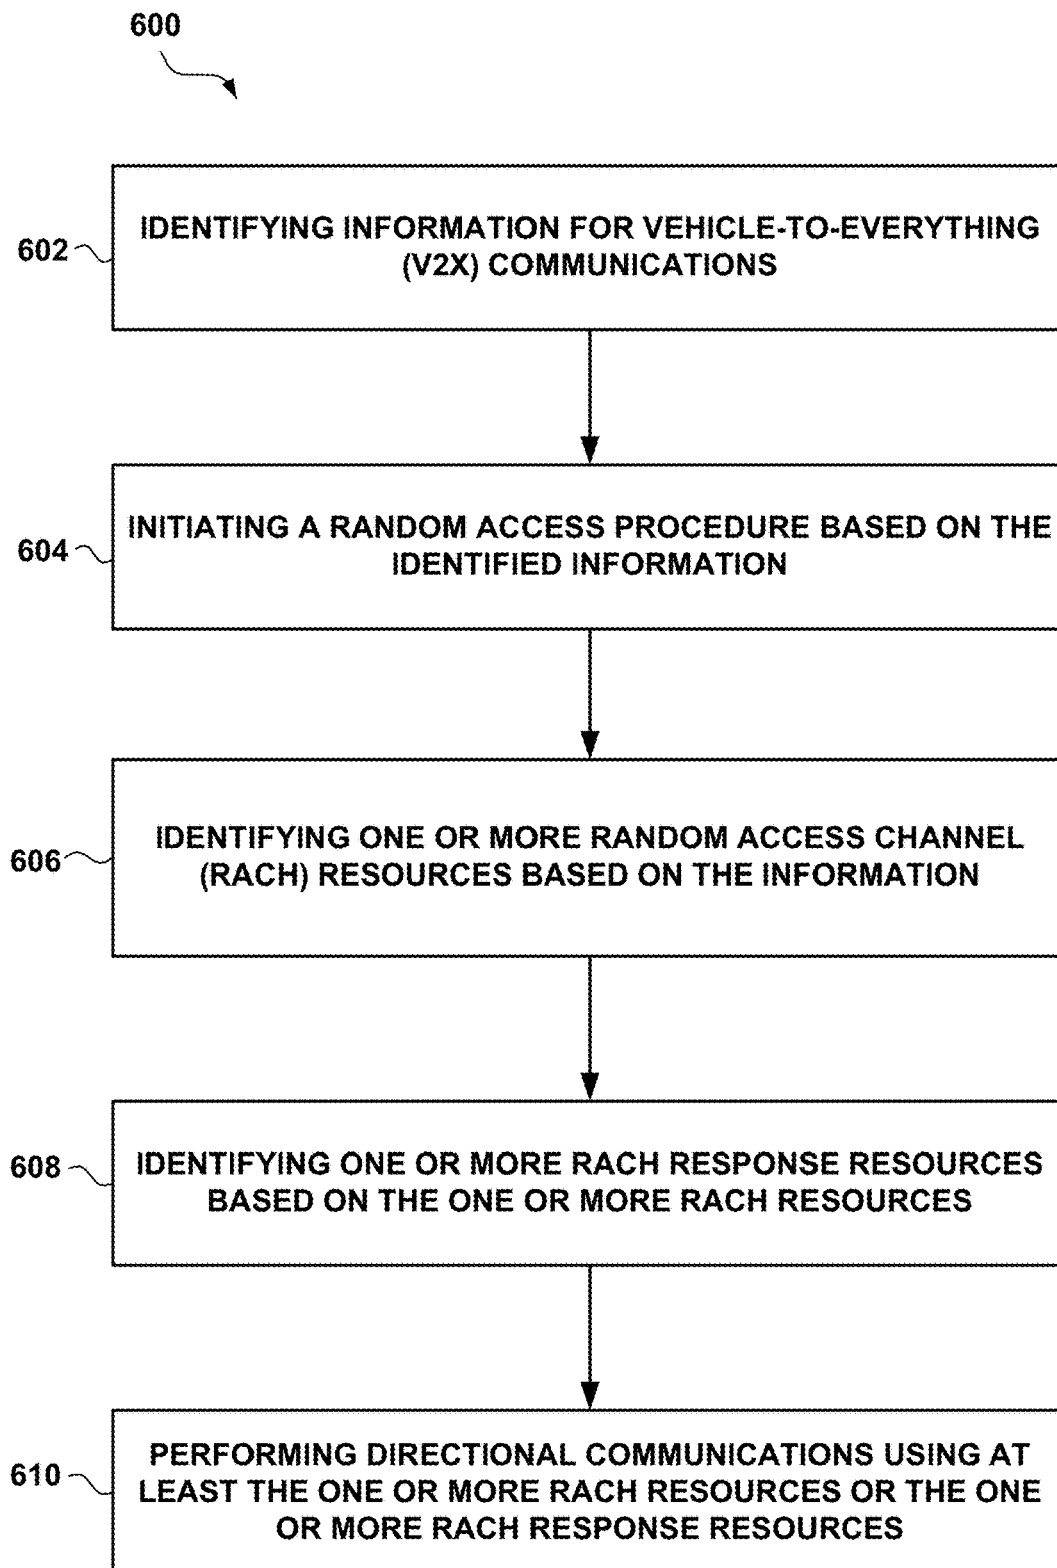 600
602
IDENTIFYING INFORMATION FOR VEHICLE-TO-EVERYTHING
(V2X) COMMUNICATIONS
604
INITIATING A RANDOM ACCESS PROCEDURE BASED ON THE
IDENTIFIED INFORMATION
606
IDENTIFYING ONE OR MORE RANDOM ACCESS CHANNEL
(RACH) RESOURCES BASED ON THE INFORMATION
608
IDENTIFYING ONE OR MORE RACH RESPONSE RESOURCES
BASED ON THE ONE OR MORE RACH RESOURCES
610
PERFORMING DIRECTIONAL COMMUNICATIONS USING AT
LEAST THE ONE OR MORE RACH RESOURCES OR THE ONE
OR MORE RACH RESPONSE RESOURCES